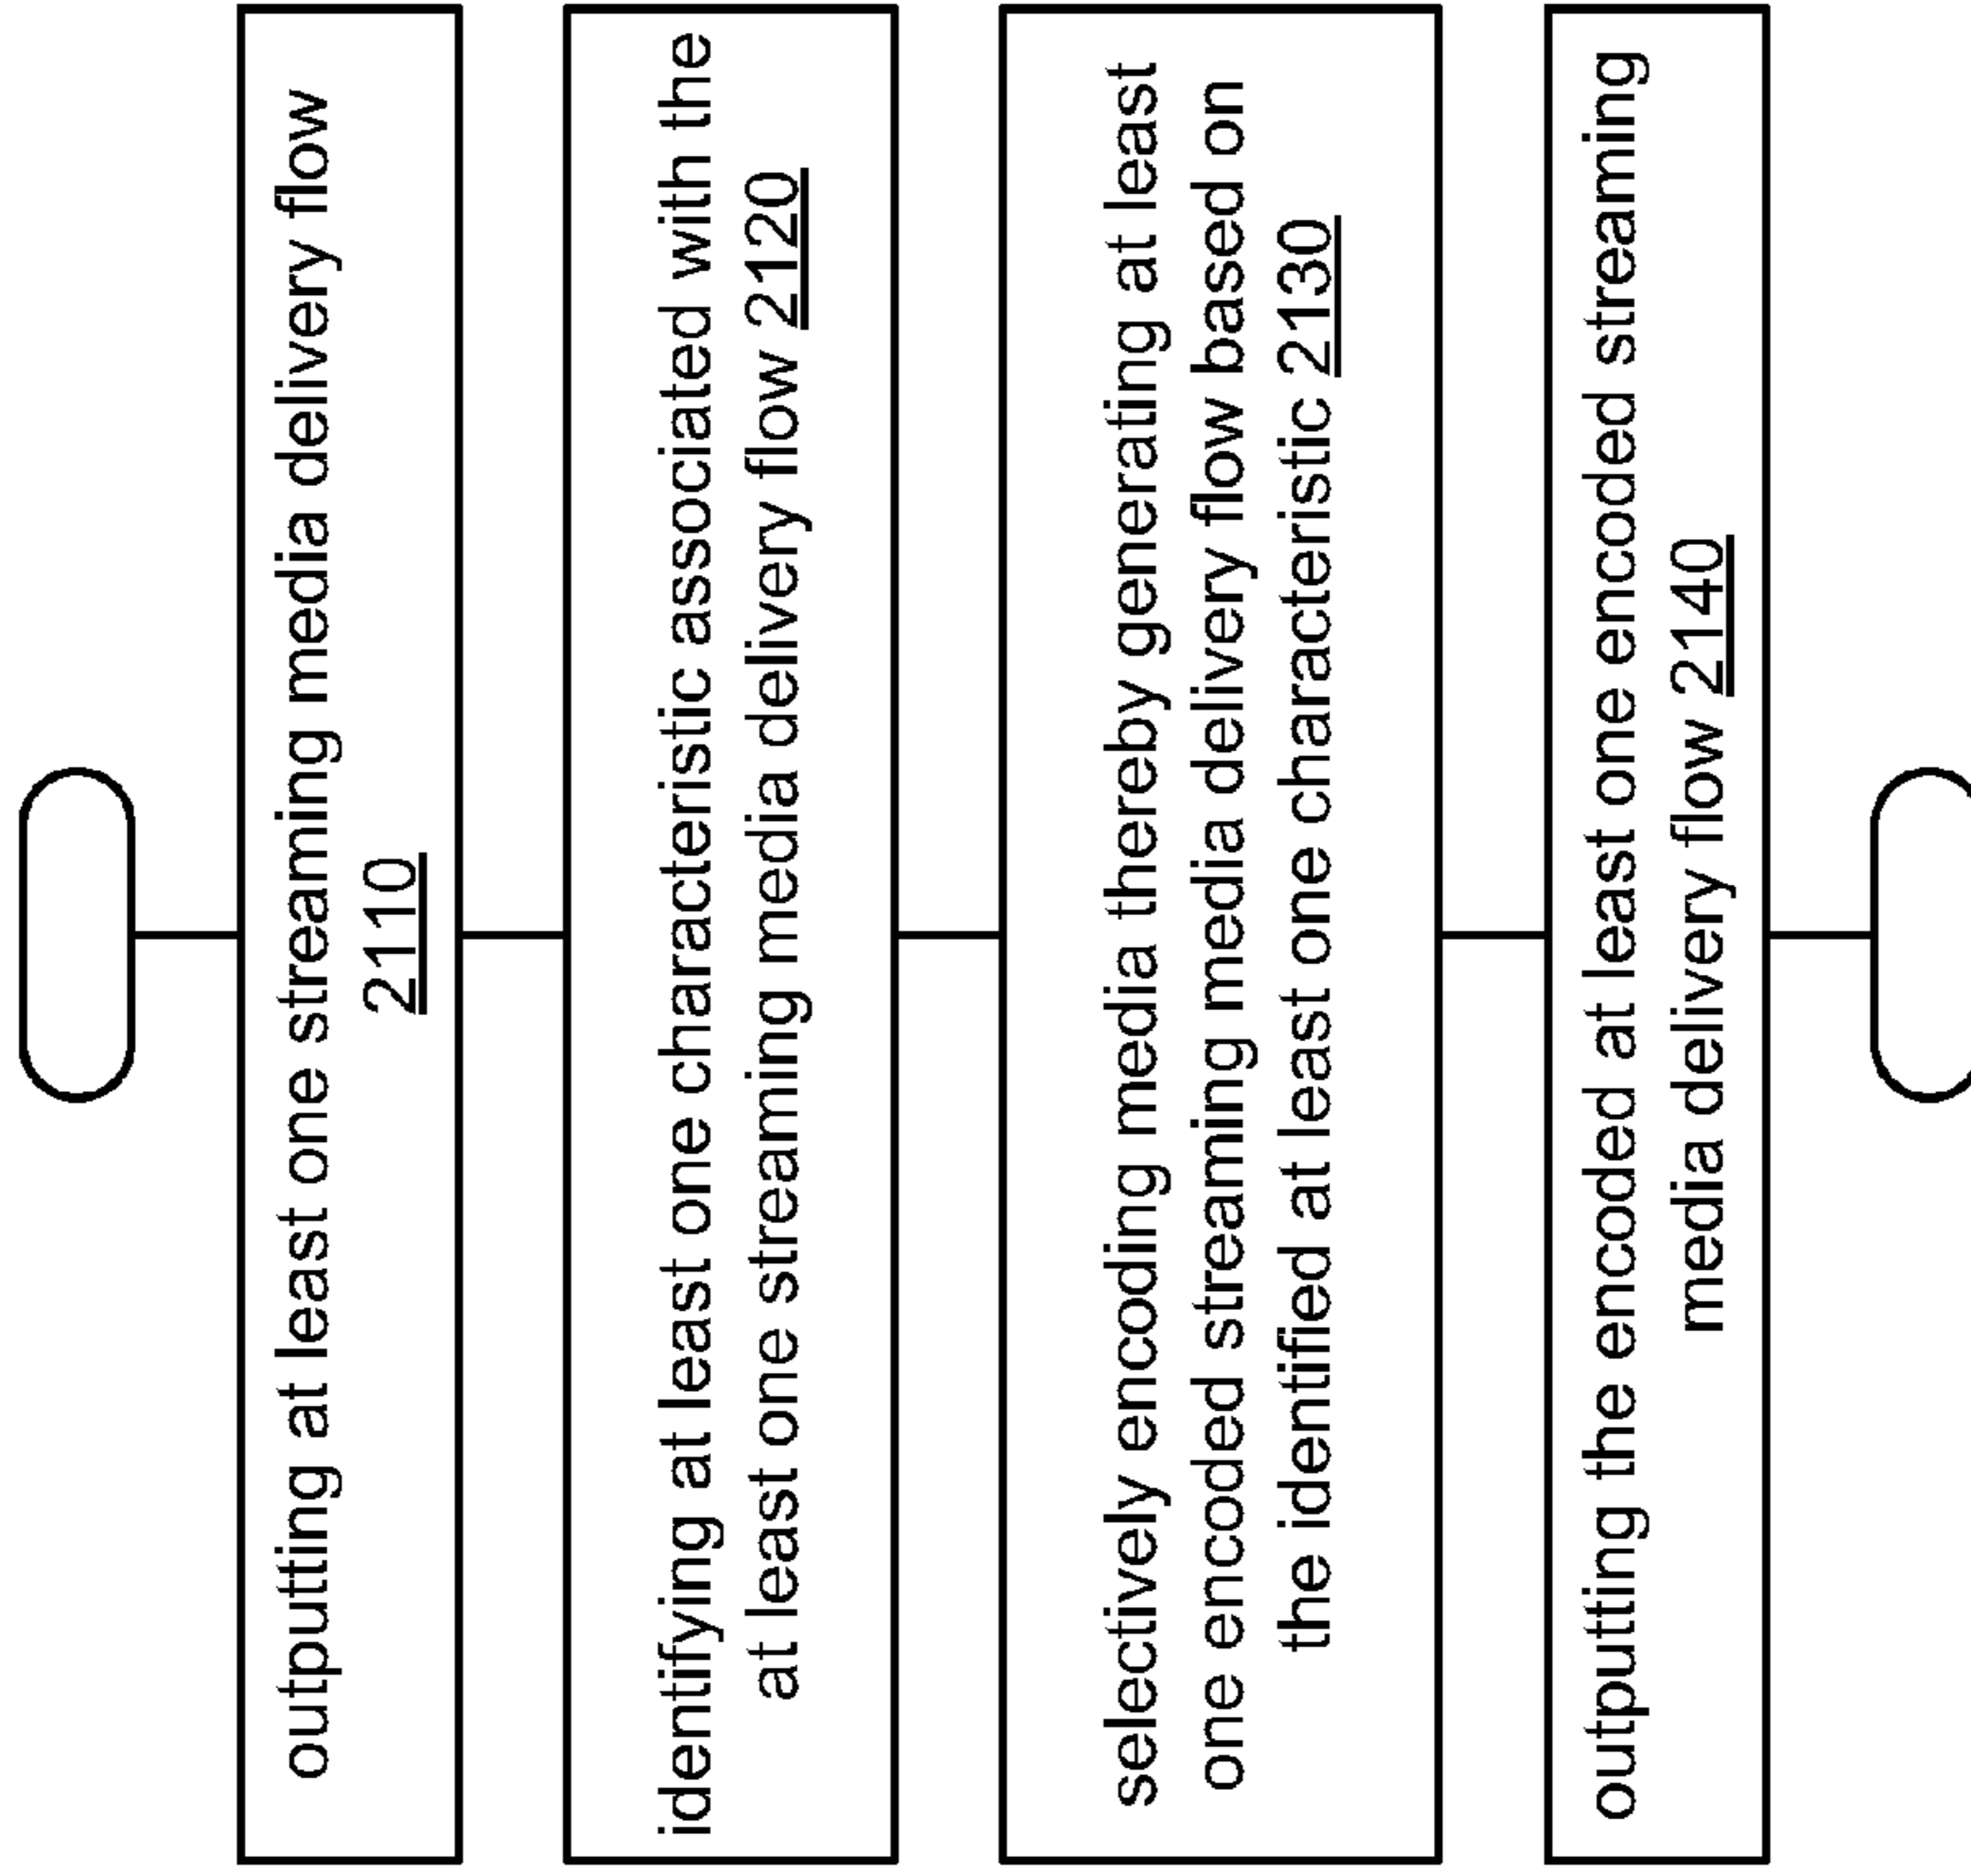 outputting at least one streaming media delivery flow
2110
identifying at least one characteristic associated with the
at least one streaming media delivery flow 2120
selectively encoding media thereby generating at least
one encoded streaming media delivery flow based on
the identified at least one characteristic 2130
outputting the encoded at least one encoded streaming
media delivery flow 2140